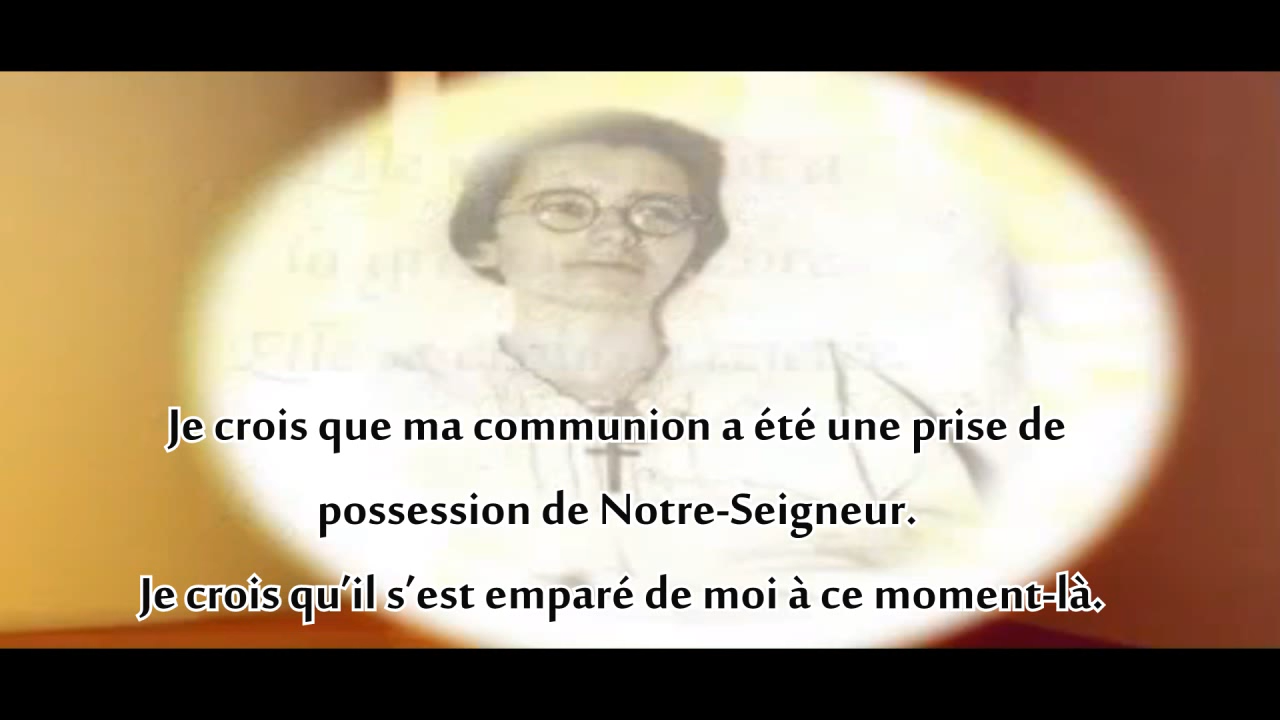 Je crois que ma communion a été une prise de
possession de Notre-Seigneur.
Je crois qu’il s’est emparé de moi à ce moment-là.